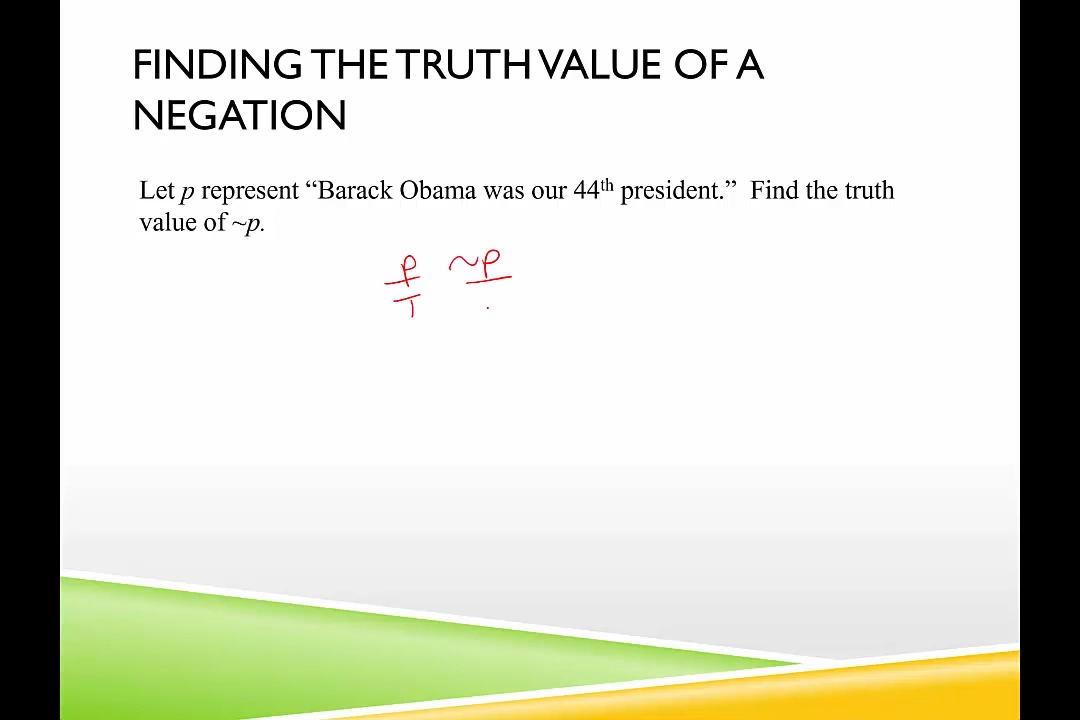 FINDING THE TRUTH VALUE OF A
NEGATION
Let p represent “Barack Obama was our 44th president.” Find the truth
value of ~p.
p ~p
T